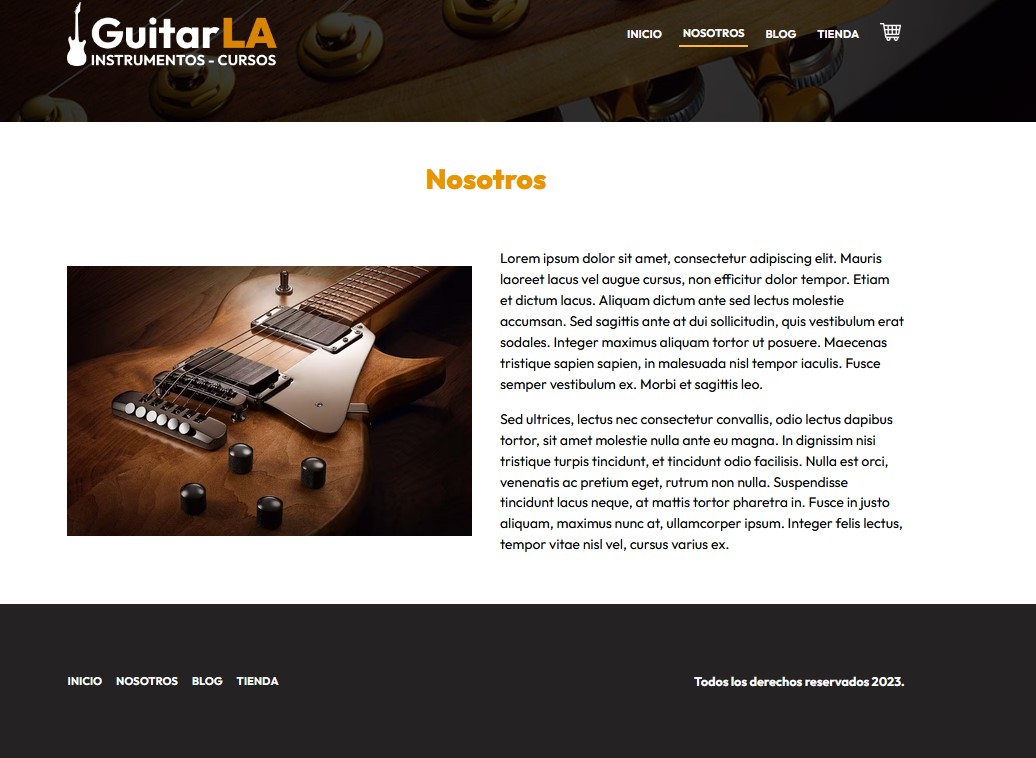 GuitarLA
INSTRUMENTOS - CURSOS
INICIO NOSOTROS BLOG TIENDA
Nosotros
Lorem ipsum dolor sit amet, consectetur adipiscing elit. Mauris
laoreet lacus vel augue cursus, non efficitur dolor tempor. Etiam
et dictum lacus. Aliquam dictum ante sed lectus molestie
accumsan. Sed sagittis ante at dui sollicitudin, quis vestibulum erat
sodales. Integer maximus aliquam tortor ut posuere. Maecenas
tristique sapien sapien, in malesuada nisl tempor iaculis. Fusce
semper vestibulum ex. Morbi et sagittis leo.
Sed ultrices, lectus nec consectetur convallis, odio lectus dapibus
tortor, sit amet molestie nulla ante eu magna. In dignissim nisi
tristique turpis tincidunt, et tincidunt odio facilisis. Nulla est orci,
venenatis ac pretium eget, rutrum non nulla. Suspendisse
tincidunt lacus neque, at mattis tortor pharetra in. Fusce in justo
aliquam, maximus nunc at, ullamcorper ipsum. Integer felis lectus,
tempor vitae nisl vel, cursus varius ex.
INICIO NOSOTROS BLOG TIENDA
Todos los derechos reservados 2023.